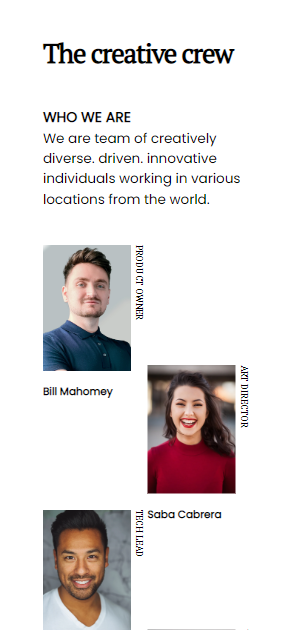 The creative crew
WHO WE ARE
We are team of creatively
diverse. driven. innovative
individuals working in various
locations from the world.
PRODUCT OWNER
Bill Mahomey
ART DIRECTOR
Saba Cabrera
TECH LEAD